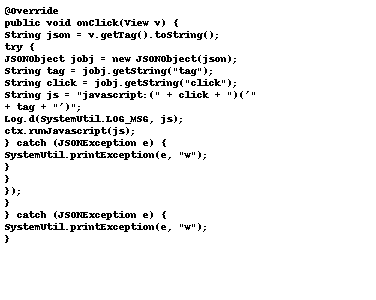 @Override
public void onClick(View v) {
String json = v.getTag().toString();
try {
JSONObject jobj = new JSONObject(json);
String tag = jobj.getString("tag");
String click = jobj.getString("click");
String js = "javascript:(" + click + ")('"
+ tag + "')";
Log.d(SystemUtil.LOG_MSG, js);
ctx.runJavascript(js);
} catch (JSONException e) {
SystemUtil.printException(e, "w");
}
}
});
}
} catch (JSONException e) {
SystemUtil.printException(e, "w");
}